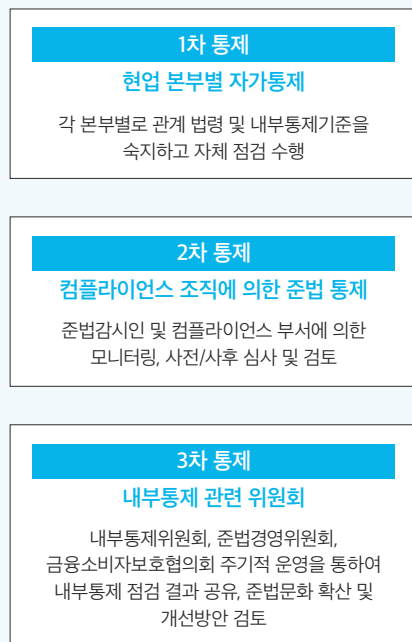 1차 통제
현업 본부별 자가통제
각 본부별로 관계 법령 및 내부통제기준을
숙지하고 자체 점검 수행
2차 통제
컴플라이언스 조직에 의한 준법 통제
준법감시인 및 컴플라이언스 부서에 의한
모니터링, 사전/사후 심사 및 검토
3차 통제
내부통제 관련 위원회
내부통제위원회, 준법경영위원회,
금융소비자보호협의회 주기적 운영을 통하여
내부통제 점검 결과 공유, 준법문화 확산 및
개선방안 검토